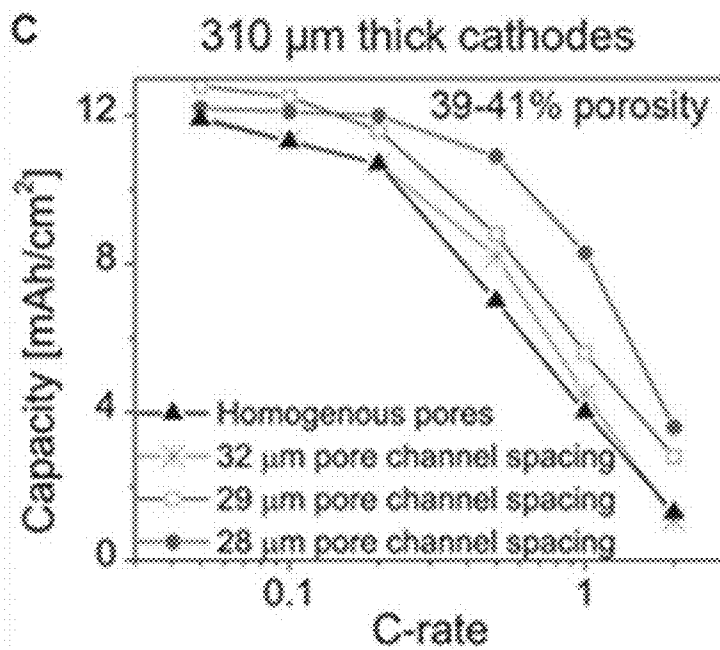 C
310 µm thick cathodes
39-41% porosity
Capacity [mAh/cm²]
12
8
4
0
Homogenous pores
32 µm pore channel spacing
29 µm pore channel spacing
28 µm pore channel spacing
0.1
1
C-rate